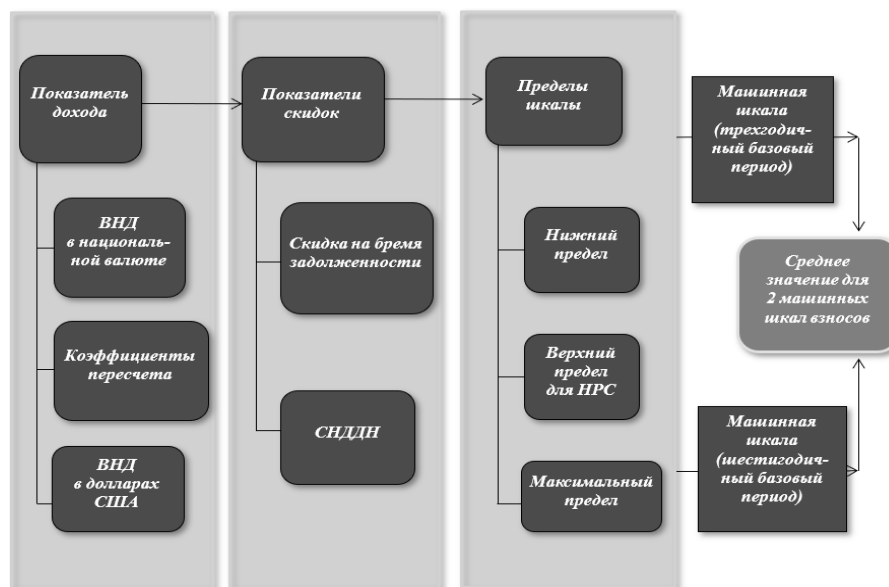 Показатель
дохода
ВНД
в националь-
ной валюте
Коэффициенты
пересчета
ВНД
в долларах
США
Показатели
скидок
Скидка на бремя
задолженности
СНДДН
Пределы
шкалы
Нижний
предел
Верхний
предел
для НРС
Максимальный
предел
Машинная
шкала
(трехгодич-
ный базовый
период)
Среднее
значение для
2 машинных
шкал взносов
Машинная
шкала
(шестигодич-
ный базовый
период)